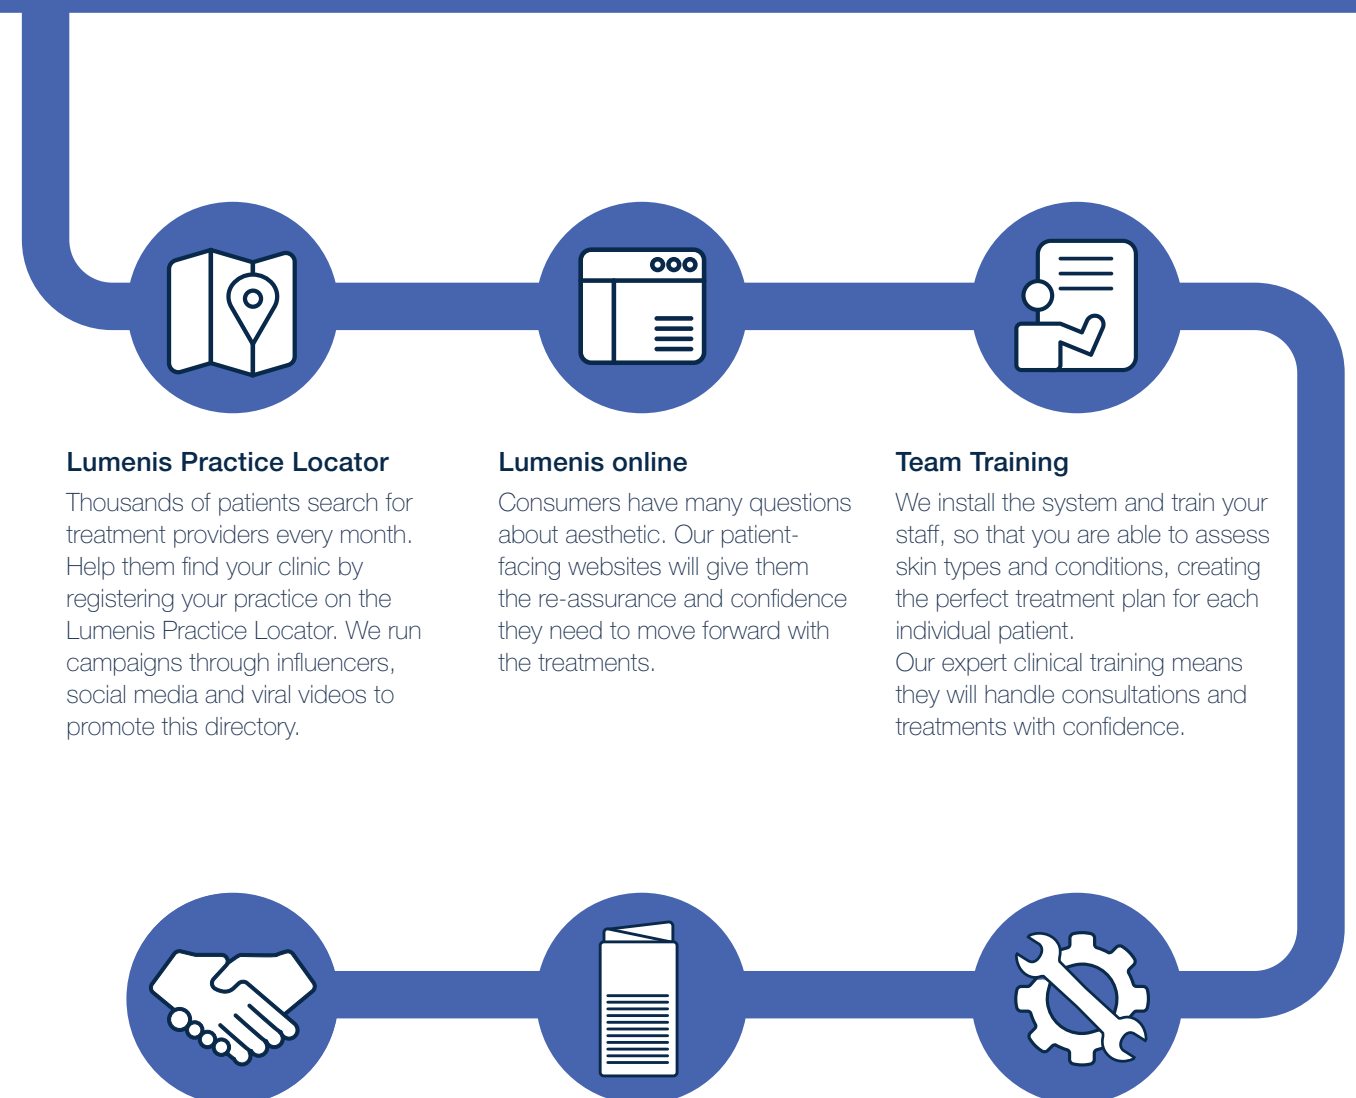 Lumenis Practice Locator
Thousands of patients search for
treatment providers every month.
Help them find your clinic by
registering your practice on the
Lumenis Practice Locator. We run
campaigns through influencers,
social media and viral videos to
promote this directory.
Lumenis online
Consumers have many questions
about aesthetic. Our patient-
facing websites will give them
the re-assurance and confidence
they need to move forward with
the treatments.
Team Training
We install the system and train your
staff, so that you are able to assess
skin types and conditions, creating
the perfect treatment plan for each
individual patient.
Our expert clinical training means
they will handle consultations and
treatments with confidence.